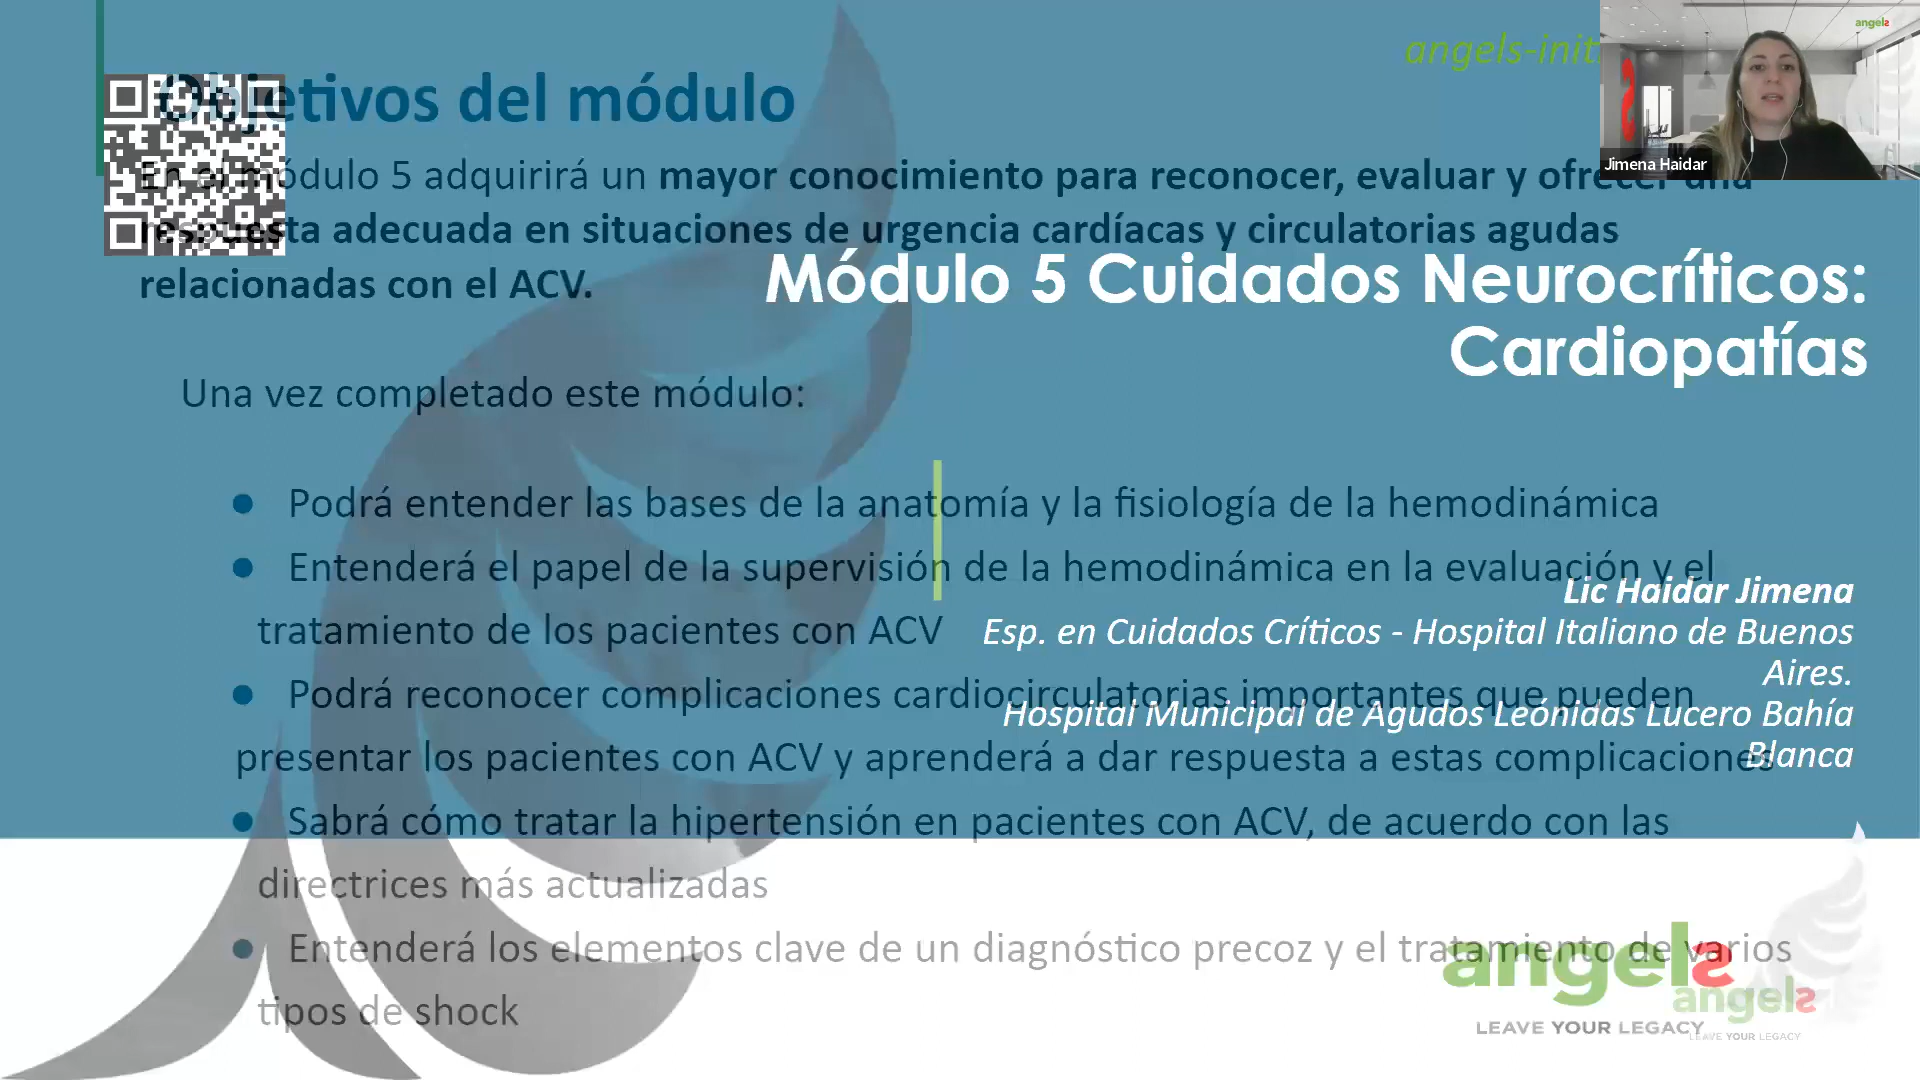 angels-init
Objetivos del módulo
En el módulo 5 adquirirá un mayor conocimiento para reconocer, evaluar y ofrecer una
respuesta adecuada en situaciones de urgencia cardíacas y circulatorias agudas
relacionadas con el ACV.
Una vez completado este módulo:
● Podrá entender las bases de la anatomía y la fisiología de la hemodinámica
● Entenderá el papel de la supervisión de la hemodinámica en la evaluación y el
tratamiento de los pacientes con ACV
● Podrá reconocer complicaciones cardiocirculatorias importantes que pueden
presentar los pacientes con ACV y aprenderá a dar respuesta a estas complicaciones
● Sabrá cómo tratar la hipertensión en pacientes con ACV, de acuerdo con las
directrices más actualizadas
● Entenderá los elementos clave de un diagnóstico precoz y el tratamiento de varios
tipos de shock
Módulo 5 Cuidados Neurocríticos:
Cardiopatías
Lic Haidar Jimena
Esp. en Cuidados Críticos - Hospital Italiano de Buenos
Aires.
Hospital Municipal de Agudos Leónidas Lucero Bahía
Blanca
angels
Jimena Haidar
angels
LEAVE YOUR LEGACY
angels
LEAVE YOUR LEGACY